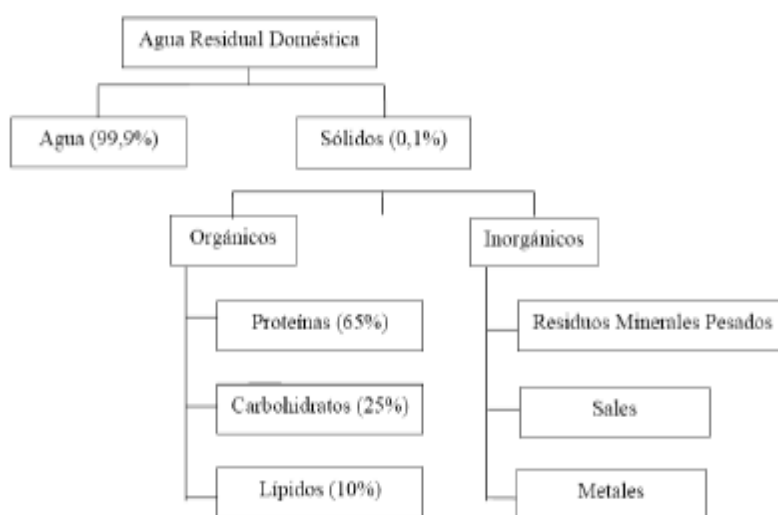 Agua Residual Doméstica
Agua (99,9%)
Sólidos (0,1%)
Orgánicos
Inorgánicos
Proteínas (65%)
Residuos Minerales Pesados
Carbohidratos (25%)
Sales
Lípidos (10%)
Metales